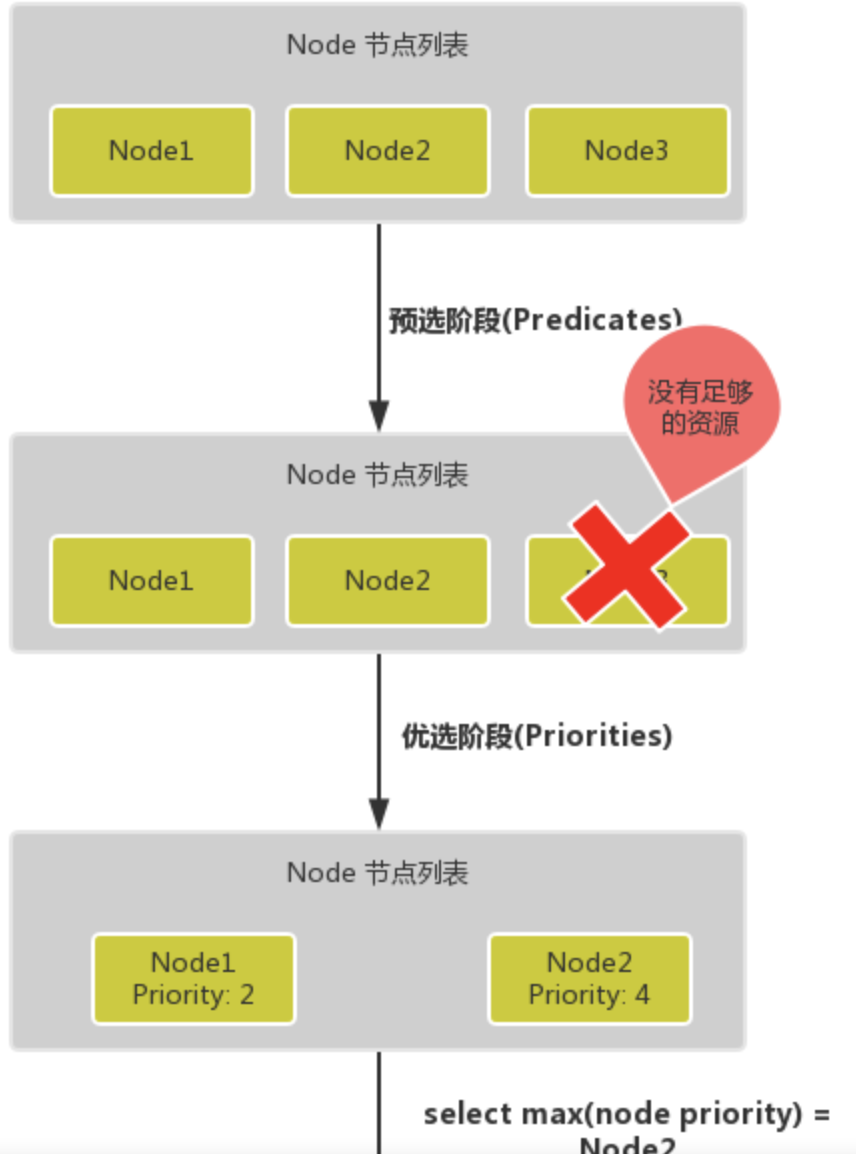 Node 节点列表
Node1
Node2
Node3
预选阶段(Predicates)
没有足够
的资源
Node 节点列表
Node1
Node2
优选阶段(Priorities)
Node 节点列表
Node1
Priority: 2
Node2
Priority: 4
select max(node priority) =
Node2